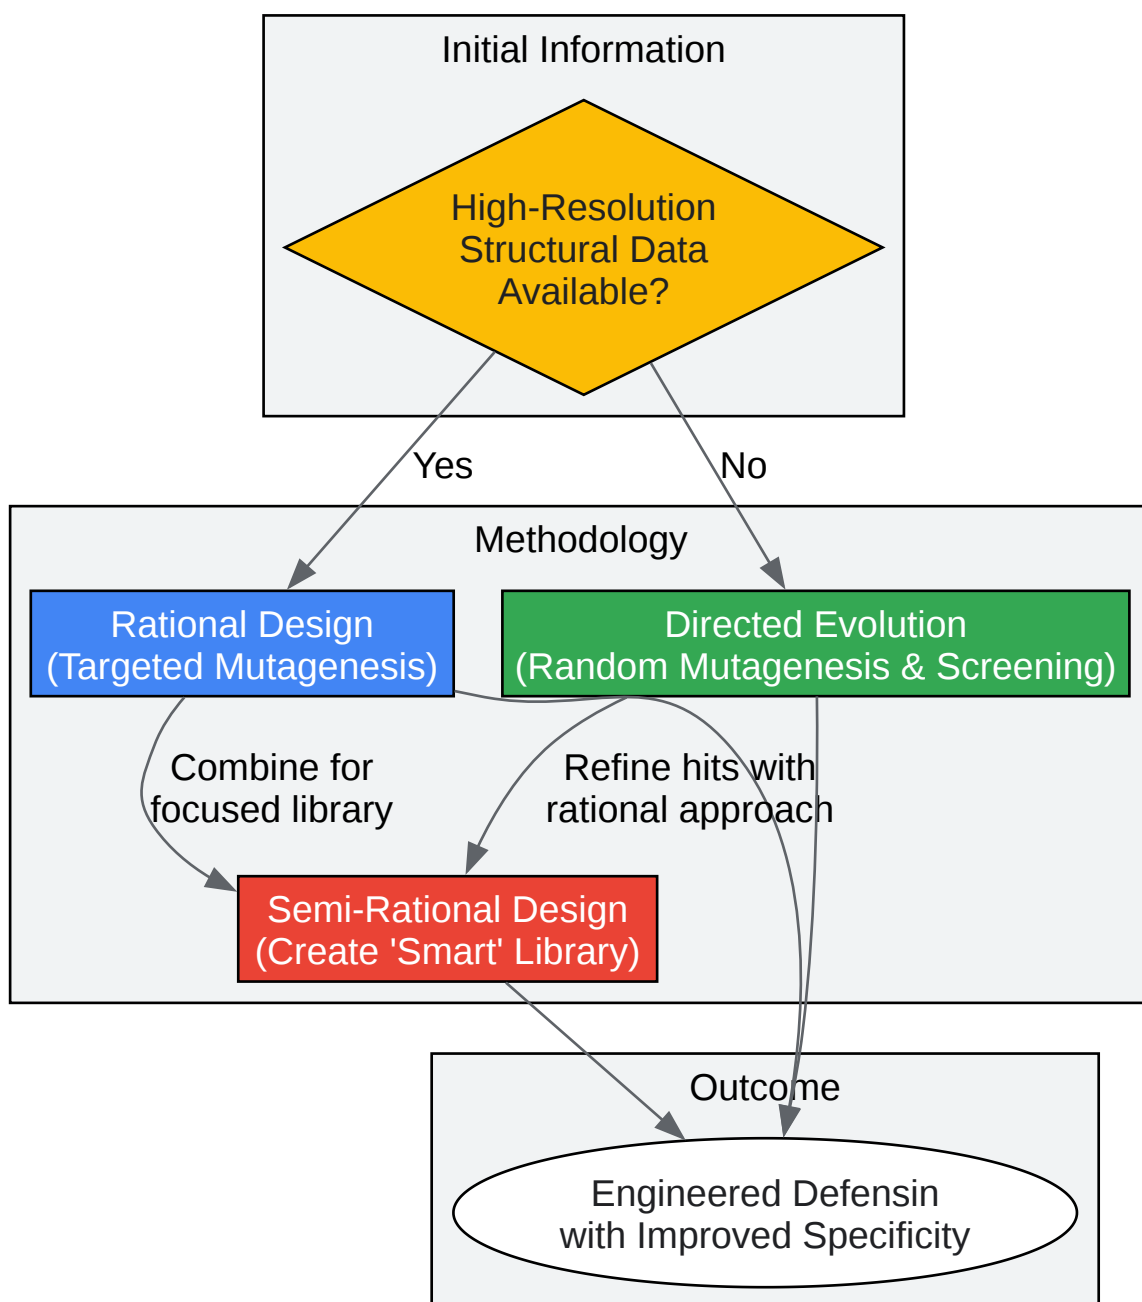 Initial Information
High-Resolution
Structural Data
Available?
Yes
No
Methodology
Rational Design
(Targeted Mutagenesis)
Directed Evolution
(Random Mutagenesis & Screening)
Combine for
focused library
Refine hits with
rational approach
Semi-Rational Design
(Create 'Smart' Library)
Outcome
Engineered Defensin
with Improved Specificity